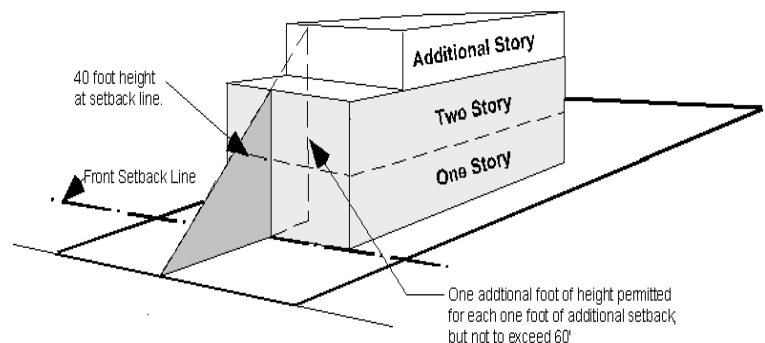 Additional Story
40 foot height
at setback line.
Two Story
One Story
Front Setback Line
One addtional foot of height permitted
for each one foot of additional setback,
but not to exceed 60'